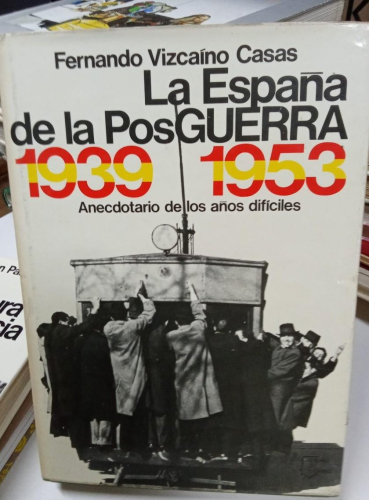 Fernando Vizcaíno Casas
La España
de la PosGUERRA
1939 1953
Anecdotario de los años difíciles